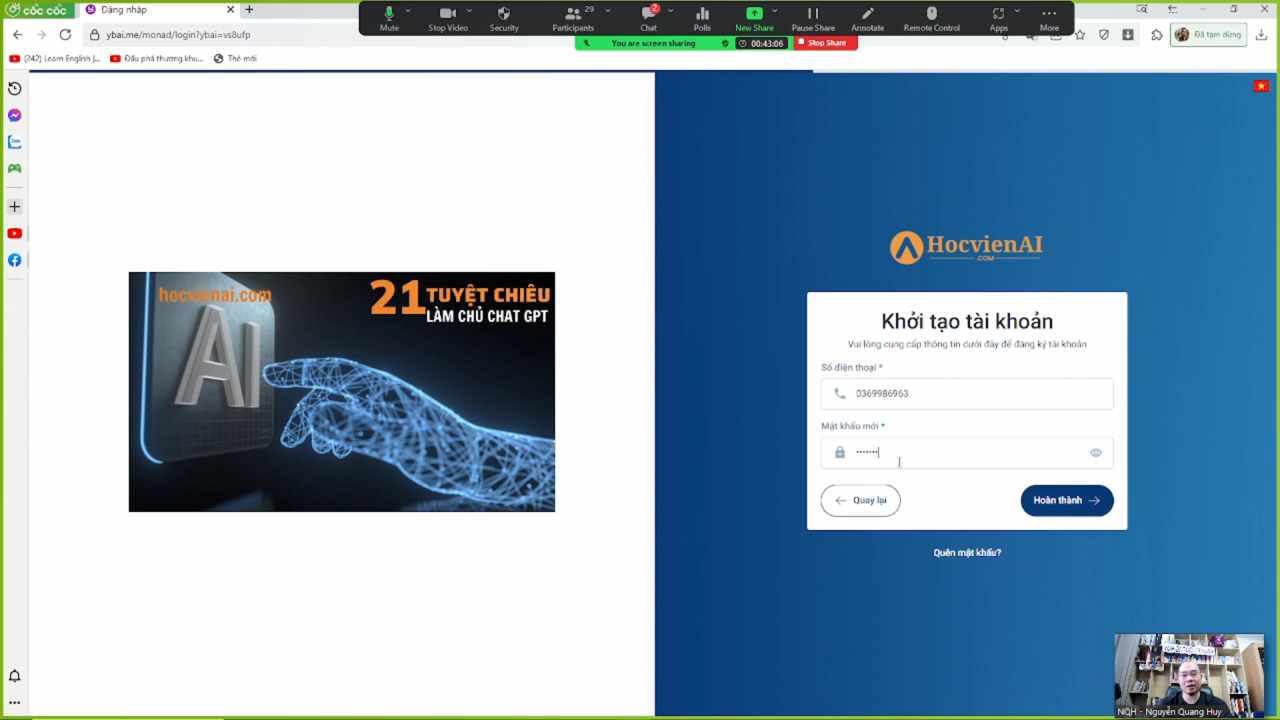 cốc cốc
Đăng nhập
Mute
Stop Video
Security
29
Participants
2
Chat
Polls
New Share
Pause Share
Annotate
Remote Control
Apps
More
ybai.me/monad/login?ybai=vs8ufp
You are screen sharing
00:43:06
Stop Share
Đã tạm dừng
(242) Learn English |...
Đấu phá thương khu...
Thẻ mới
Zalo
hocvienai.com
21 TUYỆT CHIÊU
LÀM CHỦ CHAT GPT
AI
HocvienAI
.COM
Khởi tạo tài khoản
Vui lòng cung cấp thông tin dưới đây để đăng ký tài khoản
Số điện thoại *
0369986963
Mật khẩu mới *
•••••••
Quay lại
Hoàn thành
Quên mật khẩu?
NQH - Nguyễn Quang Huy